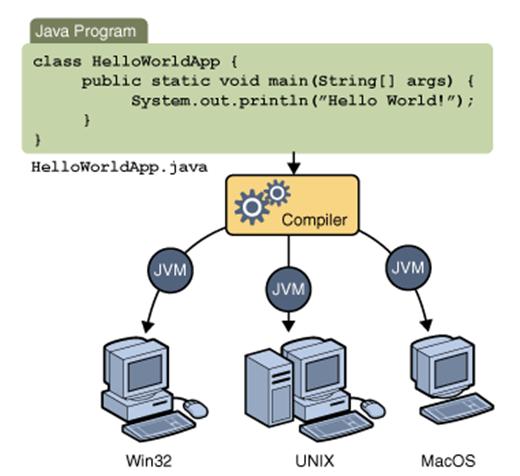 Java Program
class HelloWorldApp {
public static void main(String[] args) {
System.out.println(”Hello World!”);
}
}
HelloWorldApp.java
Compiler
JVM
JVM
JVM
Win32
UNIX
MacOS